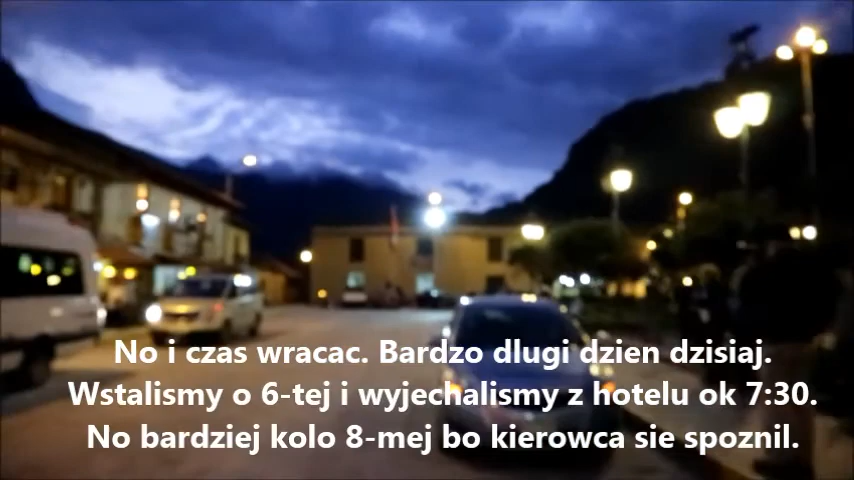 No i czas wracac. Bardzo dlugi dzien dzisiaj.
Wstalismy o 6-tej i wyjechalismy z hotelu ok 7:30.
No bardziej kolo 8-mej bo kierowca sie spoznil.